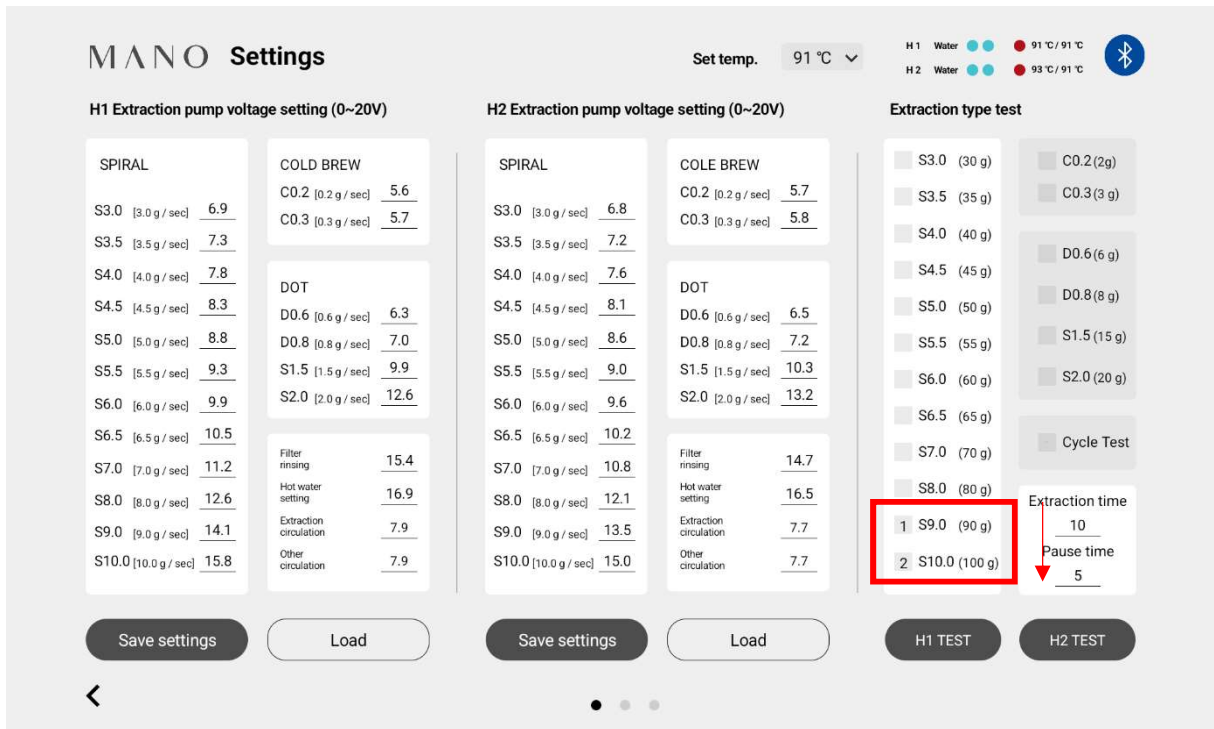 MANO Settings
Set temp. 91 ℃
H 1 Water 91 ℃ / 91 ℃
H 2 Water 93 ℃ / 91 ℃
H1 Extraction pump voltage setting (0~20V)
SPIRAL
S3.0 [3.0 g / sec] 6.9
S3.5 [3.5 g / sec] 7.3
S4.0 [4.0 g / sec] 7.8
S4.5 [4.5 g / sec] 8.3
S5.0 [5.0 g / sec] 8.8
S5.5 [5.5 g / sec] 9.3
S6.0 [6.0 g / sec] 9.9
S6.5 [6.5 g / sec] 10.5
S7.0 [7.0 g / sec] 11.2
S8.0 [8.0 g / sec] 12.6
S9.0 [9.0 g / sec] 14.1
S10.0 [10.0 g / sec] 15.8
COLD BREW
C0.2 [0.2 g / sec] 5.6
C0.3 [0.3 g / sec] 5.7
DOT
D0.6 [0.6 g / sec] 6.3
D0.8 [0.8 g / sec] 7.0
S1.5 [1.5 g / sec] 9.9
S2.0 [2.0 g / sec] 12.6
Filter
rinsing 15.4
Hot water
setting 16.9
Extraction
circulation 7.9
Other
circulation 7.9
Save settings
Load
H2 Extraction pump voltage setting (0~20V)
SPIRAL
S3.0 [3.0 g / sec] 6.8
S3.5 [3.5 g / sec] 7.2
S4.0 [4.0 g / sec] 7.6
S4.5 [4.5 g / sec] 8.1
S5.0 [5.0 g / sec] 8.6
S5.5 [5.5 g / sec] 9.0
S6.0 [6.0 g / sec] 9.6
S6.5 [6.5 g / sec] 10.2
S7.0 [7.0 g / sec] 10.8
S8.0 [8.0 g / sec] 12.1
S9.0 [9.0 g / sec] 13.5
S10.0 [10.0 g / sec] 15.0
COLE BREW
C0.2 [0.2 g / sec] 5.7
C0.3 [0.3 g / sec] 5.8
DOT
D0.6 [0.6 g / sec] 6.5
D0.8 [0.8 g / sec] 7.2
S1.5 [1.5 g / sec] 10.3
S2.0 [2.0 g / sec] 13.2
Filter
rinsing 14.7
Hot water
setting 16.5
Extraction
circulation 7.7
Other
circulation 7.7
Save settings
Load
Extraction type test
S3.0 (30 g)
S3.5 (35 g)
S4.0 (40 g)
S4.5 (45 g)
S5.0 (50 g)
S5.5 (55 g)
S6.0 (60 g)
S6.5 (65 g)
S7.0 (70 g)
S8.0 (80 g)
1 S9.0 (90 g)
2 S10.0 (100 g)
C0.2 (2g)
C0.3 (3 g)
D0.6 (6 g)
D0.8 (8 g)
S1.5 (15 g)
S2.0 (20 g)
Cycle Test
Extraction time
10
Pause time
5
H1 TEST
H2 TEST